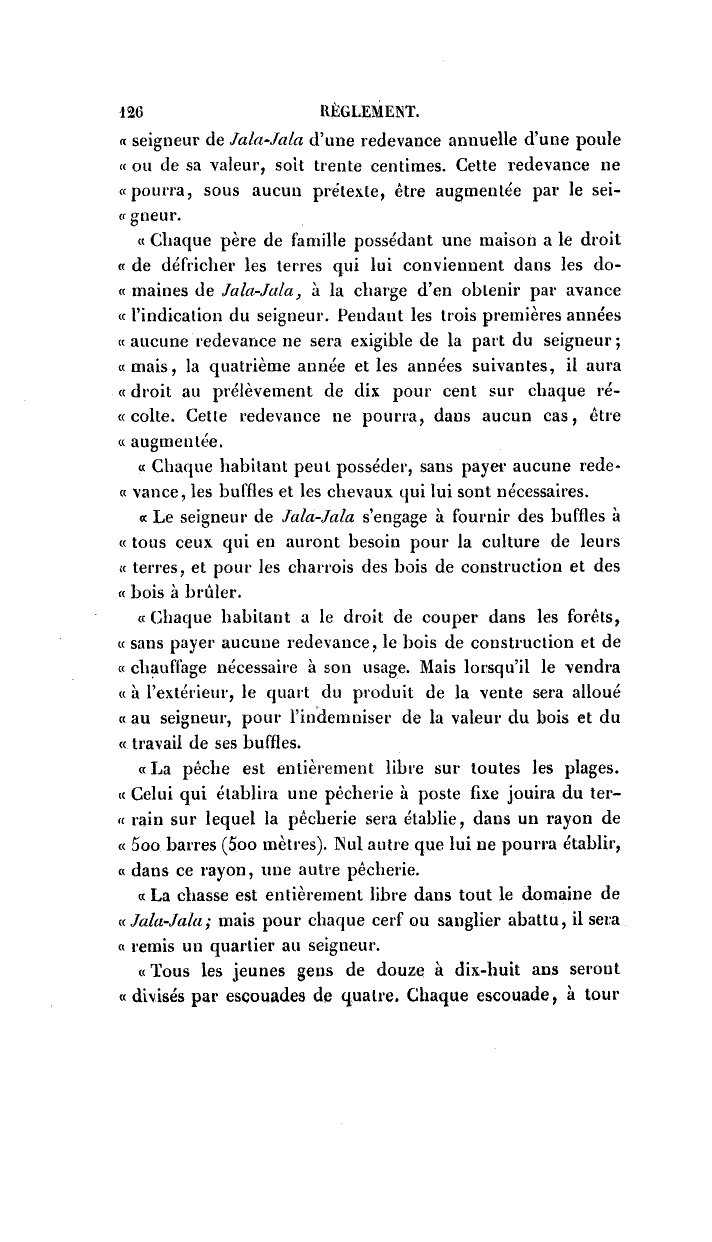 126 RÈGLEMENT.
« seigneur de Jala-Jala d'une redevance annuelle d'une poule
« ou de sa valeur, soit trente centimes. Cette redevance ne
« pourra, sous aucun prétexte, être augmentée par le sei-
« gneur.
« Chaque père de famille possédant une maison a le droit
« de défricher les terres qui lui conviennent dans les do-
« maines de Jala-Jala, à la charge d'en obtenir par avance
« l'indication du seigneur. Pendant les trois premières années
« aucune redevance ne sera exigible de la part du seigneur;
« mais, la quatrième année et les années suivantes, il aura
« droit au prélèvement de dix pour cent sur chaque ré-
« colte. Cette redevance ne pourra, dans aucun cas, être
« augmentée.
« Chaque habitant peut posséder, sans payer aucune rede-
« vance, les buffles et les chevaux qui lui sont nécessaires.
« Le seigneur de Jala-Jala s'engage à fournir des buffles à
« tous ceux qui en auront besoin pour la culture de leurs
« terres, et pour les charrois des bois de construction et des
« bois à brûler.
« Chaque habitant a le droit de couper dans les forêts,
« sans payer aucune redevance, le bois de construction et de
« chauffage nécessaire à son usage. Mais lorsqu'il le vendra
« à l'extérieur, le quart du produit de la vente sera alloué
« au seigneur, pour l'indemniser de la valeur du bois et du
« travail de ses buffles.
« La pêche est entièrement libre sur toutes les plages.
« Celui qui établira une pêcherie à poste fixe jouira du ter-
« rain sur lequel la pêcherie sera établie, dans un rayon de
« 500 barres (500 mètres). Nul autre que lui ne pourra établir,
« dans ce rayon, une autre pêcherie.
« La chasse est entièrement libre dans tout le domaine de
« Jala-Jala; mais pour chaque cerf ou sanglier abattu, il sera
« remis un quartier au seigneur.
« Tous les jeunes gens de douze à dix-huit ans seront
« divisés par escouades de quatre. Chaque escouade, à tour